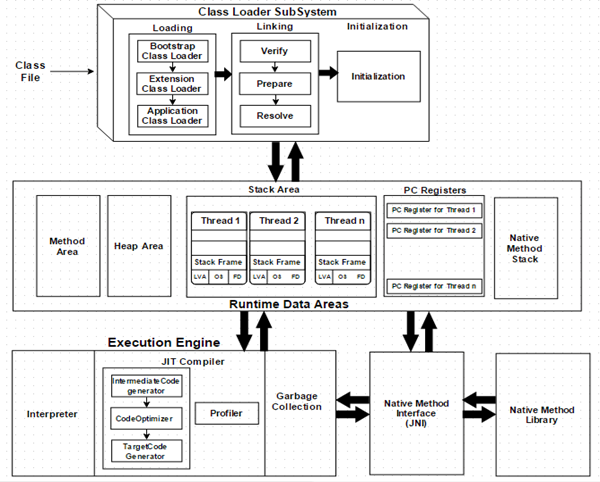 Class Loader SubSystem
Loading
Linking
Initialization
Class
File
Bootstrap
Class Loader
Extension
Class Loader
Application
Class Loader
Verify
Prepare
Resolve
Initialization
Stack Area
PC Registers
Method
Area
Heap Area
Thread 1
Thread 2
Thread n
Stack Frame
Stack Frame
Stack Frame
LVA OS FD
LVA OS FD
LVA OS FD
PC Register for Thread 1
PC Register for Thread 2
PC Register for Thread n
Native
Method
Stack
Runtime Data Areas
Execution Engine
JIT Compiler
Interpreter
IntermediateCode
generator
CodeOptimizer
TargetCode
Generator
Profiler
Garbage
Collection
Native Method
Interface
(JNI)
Native Method
Library